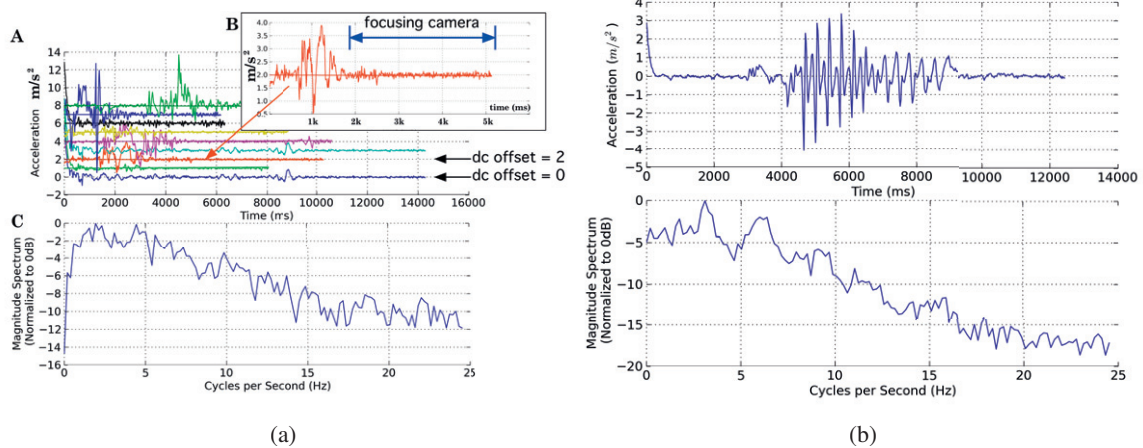 A
B
focusing camera
m/s²
4.0
3.5
3.0
2.5
2.0
1.5
1.0
0.5
time (ms)
1k
2k
3k
4k
5k
Acceleration m/s²
14
12
10
8
6
4
2
0
−2
0 2000 4000 6000 8000 10000 12000 14000 16000
Time (ms)
dc offset = 2
dc offset = 0
C
Magnitude Spectrum
(Normalized to 0dB)
0
−2
−4
−6
−8
−10
−12
−14
−16
0 5 10 15 20 25
Cycles per Second (Hz)
(a)
b
Acceleration (m/s²)
4
3
2
1
0
−1
−2
−3
−4
−5
0 2000 4000 6000 8000 10000 12000 14000
Time (ms)
Magnitude Spectrum
(Normalized to 0dB)
0
−5
−10
−15
−20
0 5 10 15 20 25
Cycles per Second (Hz)
(b)